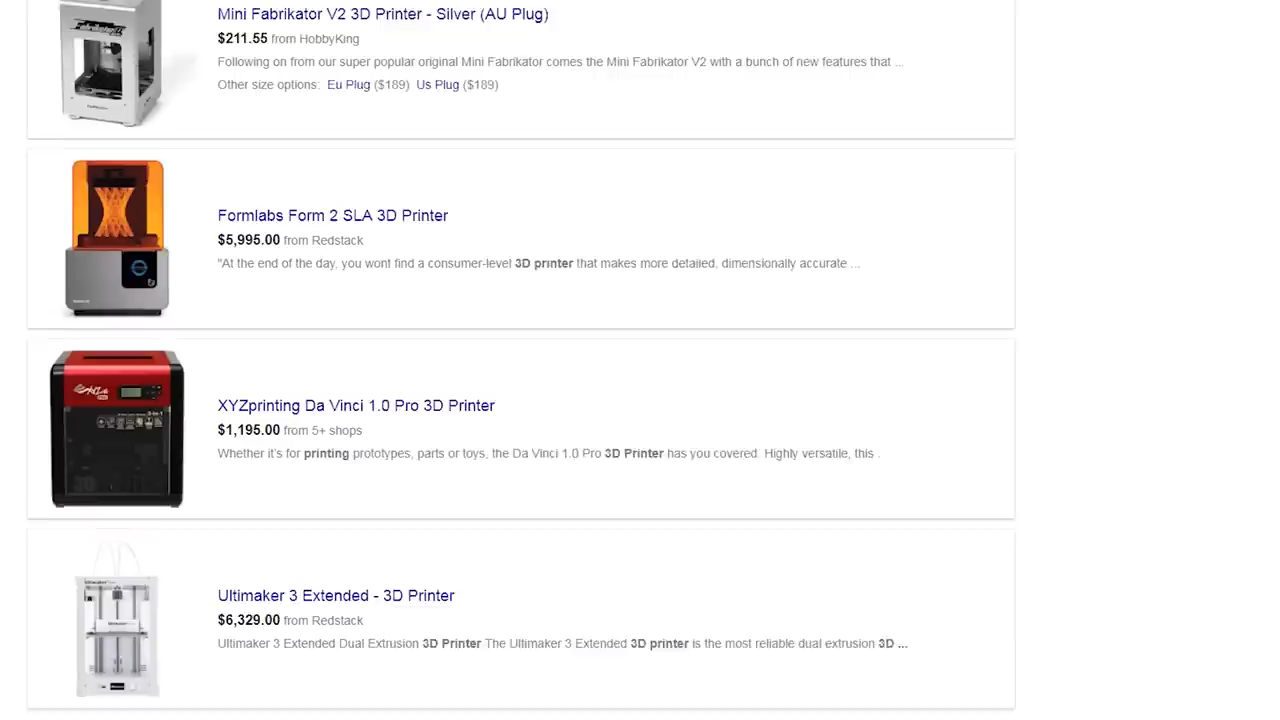 Mini Fabrikator V2 3D Printer - Silver (AU Plug)
$211.55 from HobbyKing
Following on from our super popular original Mini Fabrikator comes the Mini Fabrikator V2 with a bunch of new features that ...
Other size options: Eu Plug ($189) Us Plug ($189)
Formlabs Form 2 SLA 3D Printer
$5,995.00 from Redstack
"At the end of the day, you wont find a consumer-level 3D printer that makes more detailed, dimensionally accurate ...
XYZprinting Da Vinci 1.0 Pro 3D Printer
$1,195.00 from 5+ shops
Whether it's for printing prototypes, parts or toys, the Da Vinci 1.0 Pro 3D Printer has you covered. Highly versatile, this .
Ultimaker 3 Extended - 3D Printer
$6,329.00 from Redstack
Ultimaker 3 Extended Dual Extrusion 3D Printer The Ultimaker 3 Extended 3D printer is the most reliable dual extrusion 3D ...